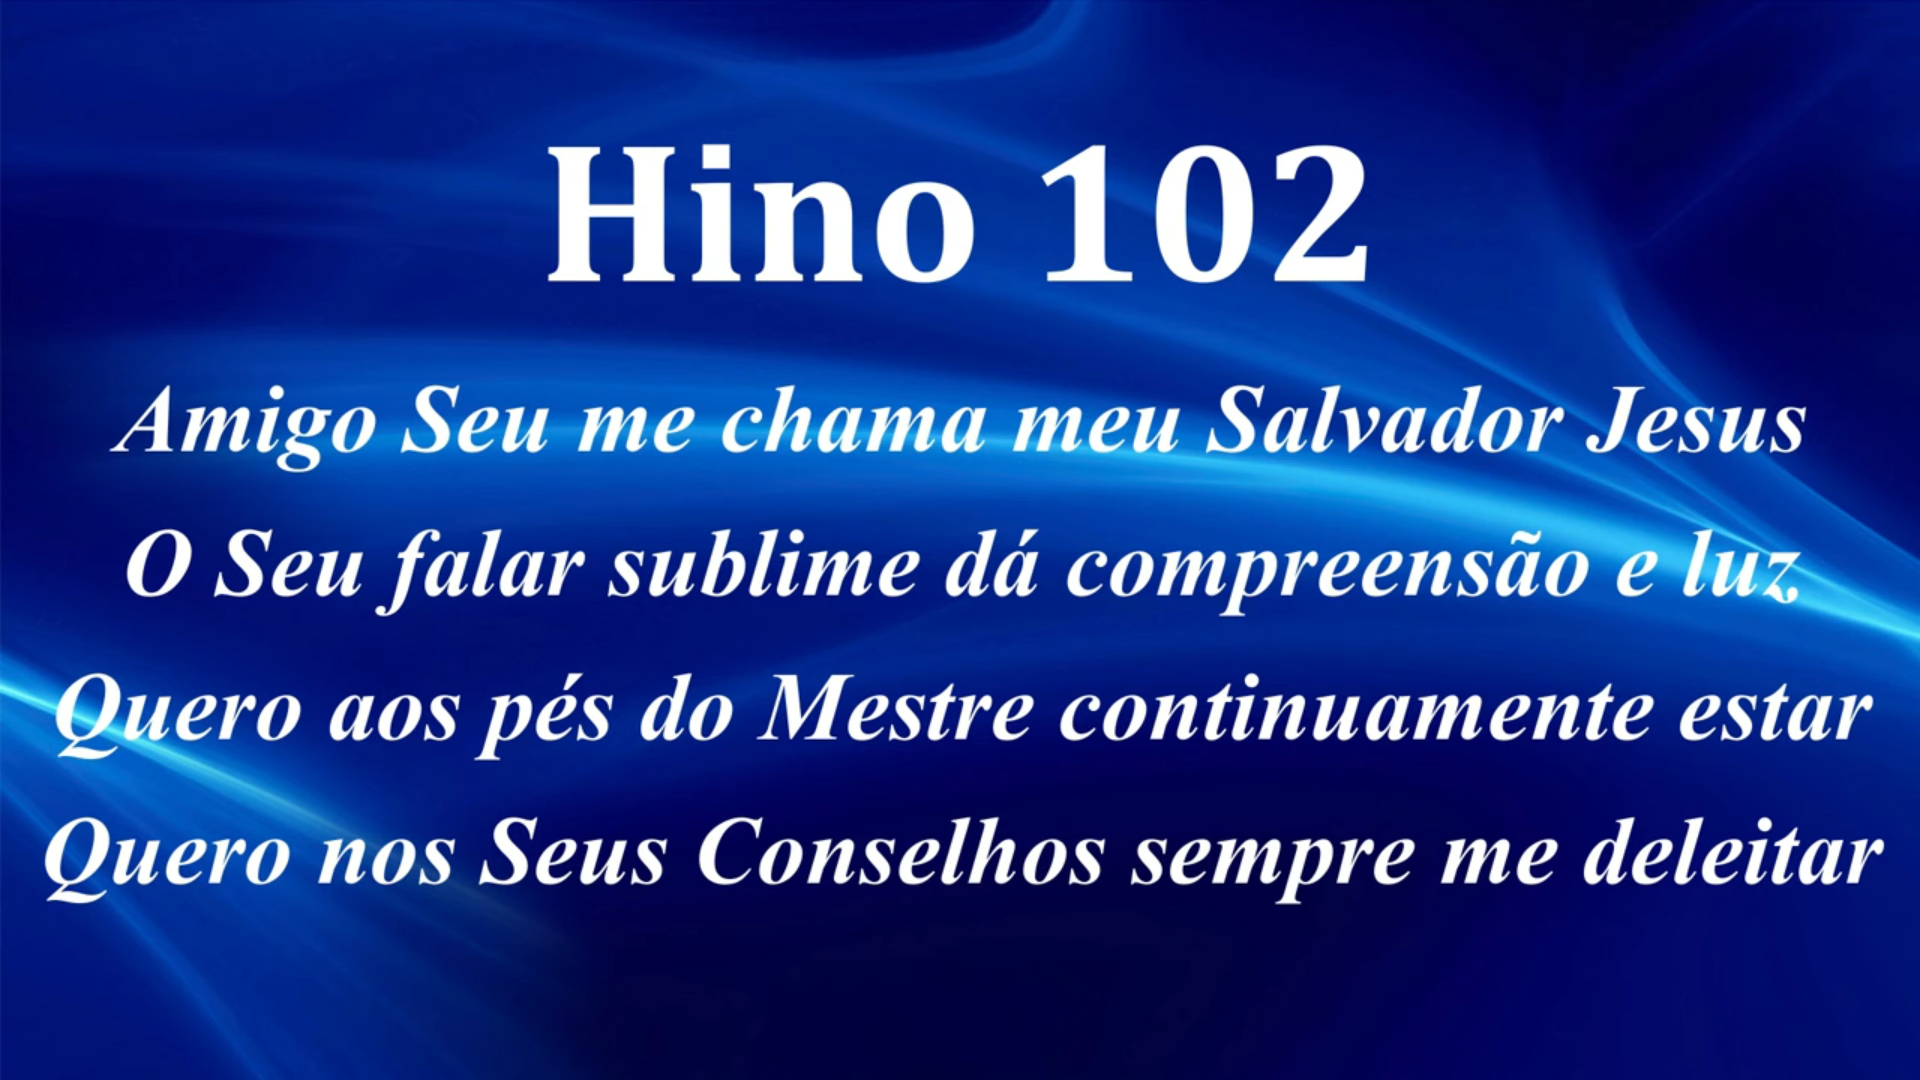 Hino 102
Amigo Seu me chama meu Salvador Jesus
O Seu falar sublime dá compreensão e luz
Quero aos pés do Mestre continuamente estar
Quero nos Seus Conselhos sempre me deleitar